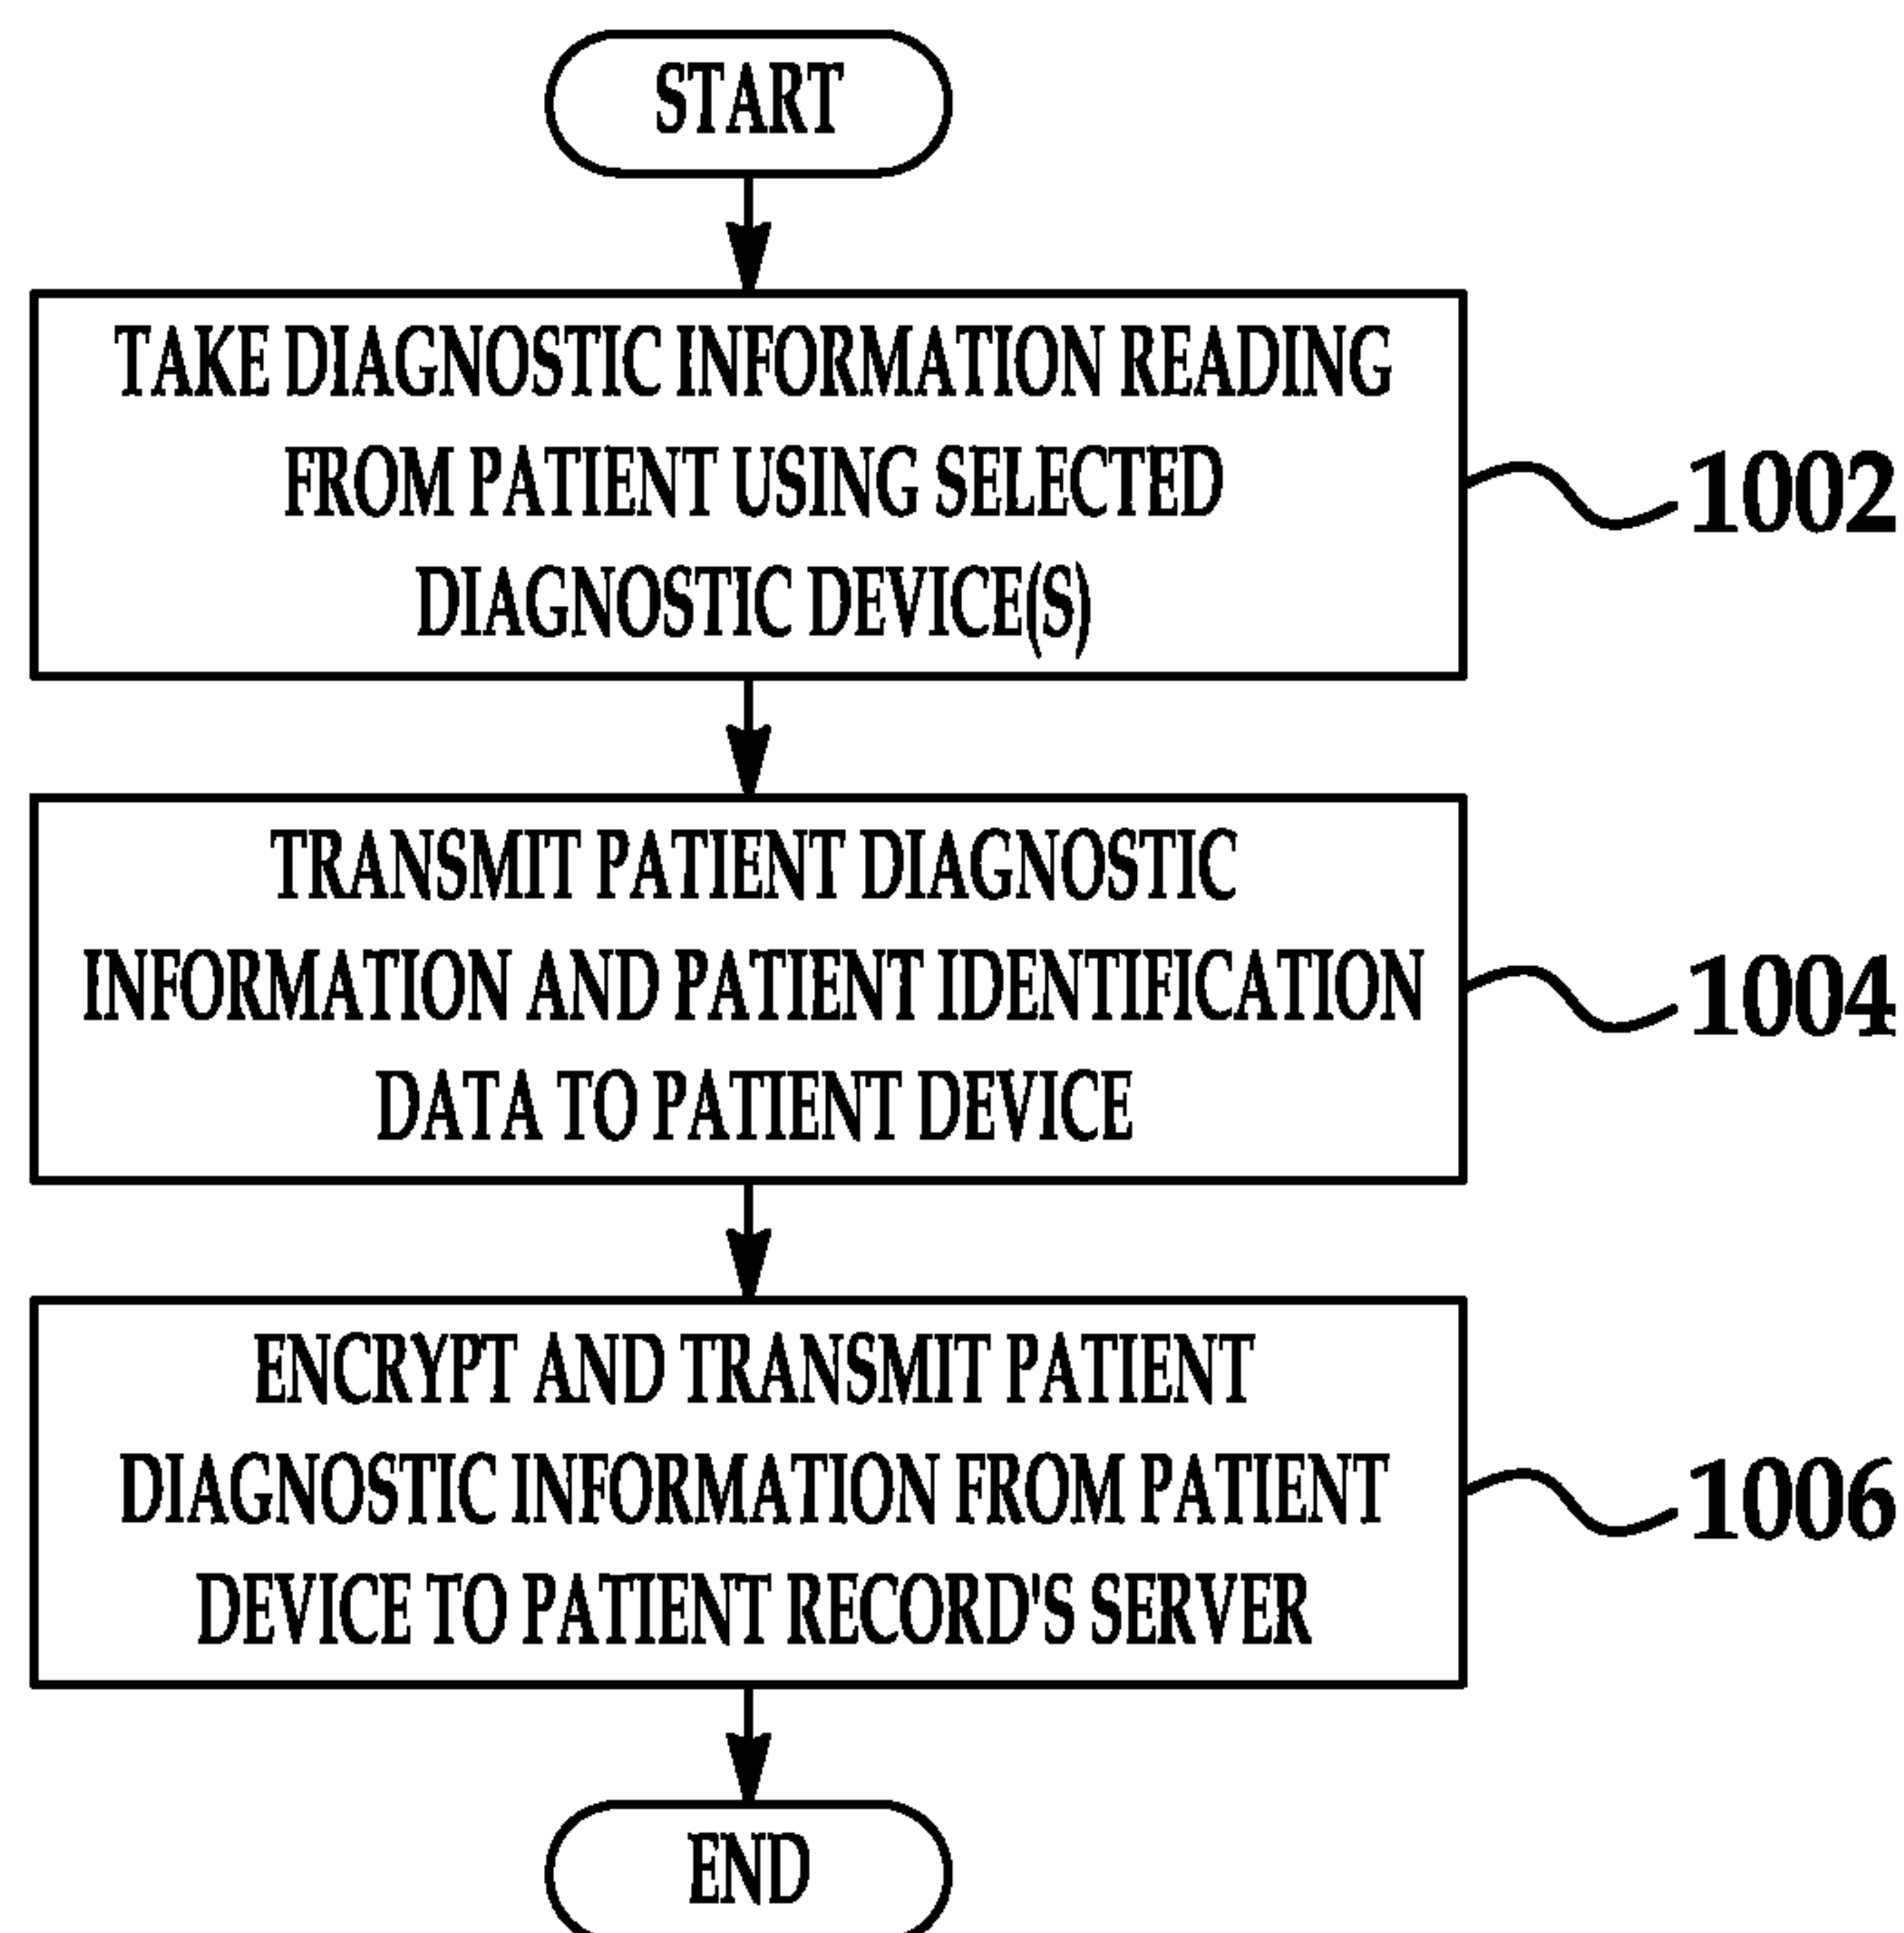 START
TAKE DIAGNOSTIC INFORMATION READING
FROM PATIENT USING SELECTED
DIAGNOSTIC DEVICE(S)
1002
TRANSMIT PATIENT DIAGNOSTIC
INFORMATION AND PATIENT IDENTIFICATION
DATA TO PATIENT DEVICE
1004
ENCRYPT AND TRANSMIT PATIENT
DIAGNOSTIC INFORMATION FROM PATIENT
DEVICE TO PATIENT RECORD'S SERVER
1006
END